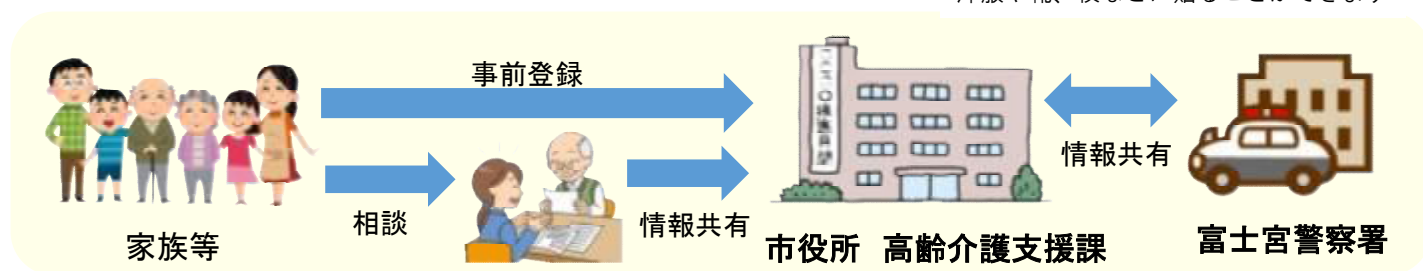 事前登録
情報共有
相談
情報共有
家族等
市役所　高齢介護支援課
富士宮警察署